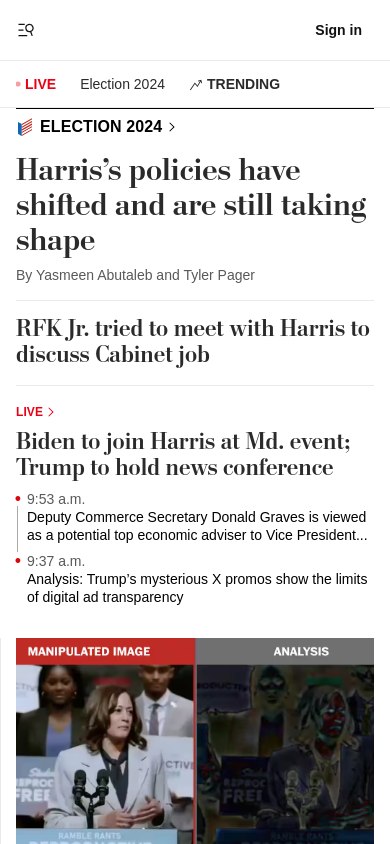 Sign in
LIVE
Election 2024
TRENDING
ELECTION 2024
Harris’s policies have
shifted and are still taking
shape
By Yasmeen Abutaleb and Tyler Pager
RFK Jr. tried to meet with Harris to
discuss Cabinet job
LIVE
Biden to join Harris at Md. event;
Trump to hold news conference
9:53 a.m.
Deputy Commerce Secretary Donald Graves is viewed
as a potential top economic adviser to Vice President...
9:37 a.m.
Analysis: Trump’s mysterious X promos show the limits
of digital ad transparency
MANIPULATED IMAGE
ANALYSIS
RAMBLE RANTS